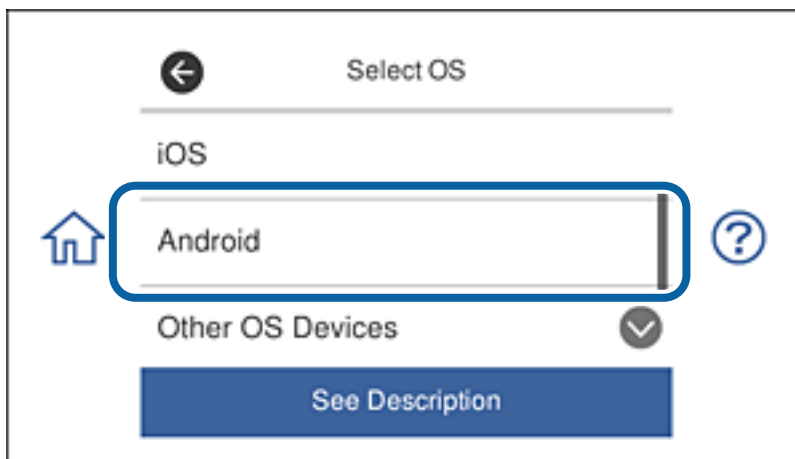 Select OS
iOS
Android
?
Other OS Devices
See Description